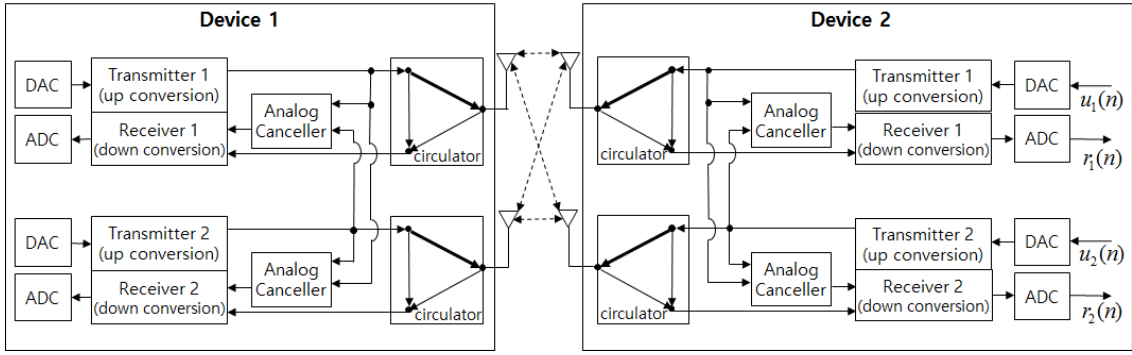 Device 1
DAC
Transmitter 1
(up conversion)
ADC
Receiver 1
(down conversion)
Analog
Canceller
circulator
DAC
Transmitter 2
(up conversion)
ADC
Receiver 2
(down conversion)
Analog
Canceller
circulator
Device 2
circulator
Analog
Canceller
Transmitter 1
(up conversion)
Receiver 1
(down conversion)
DAC
u₁(n)
ADC
r₁(n)
circulator
Analog
Canceller
Transmitter 2
(up conversion)
Receiver 2
(down conversion)
DAC
u₂(n)
ADC
r₂(n)